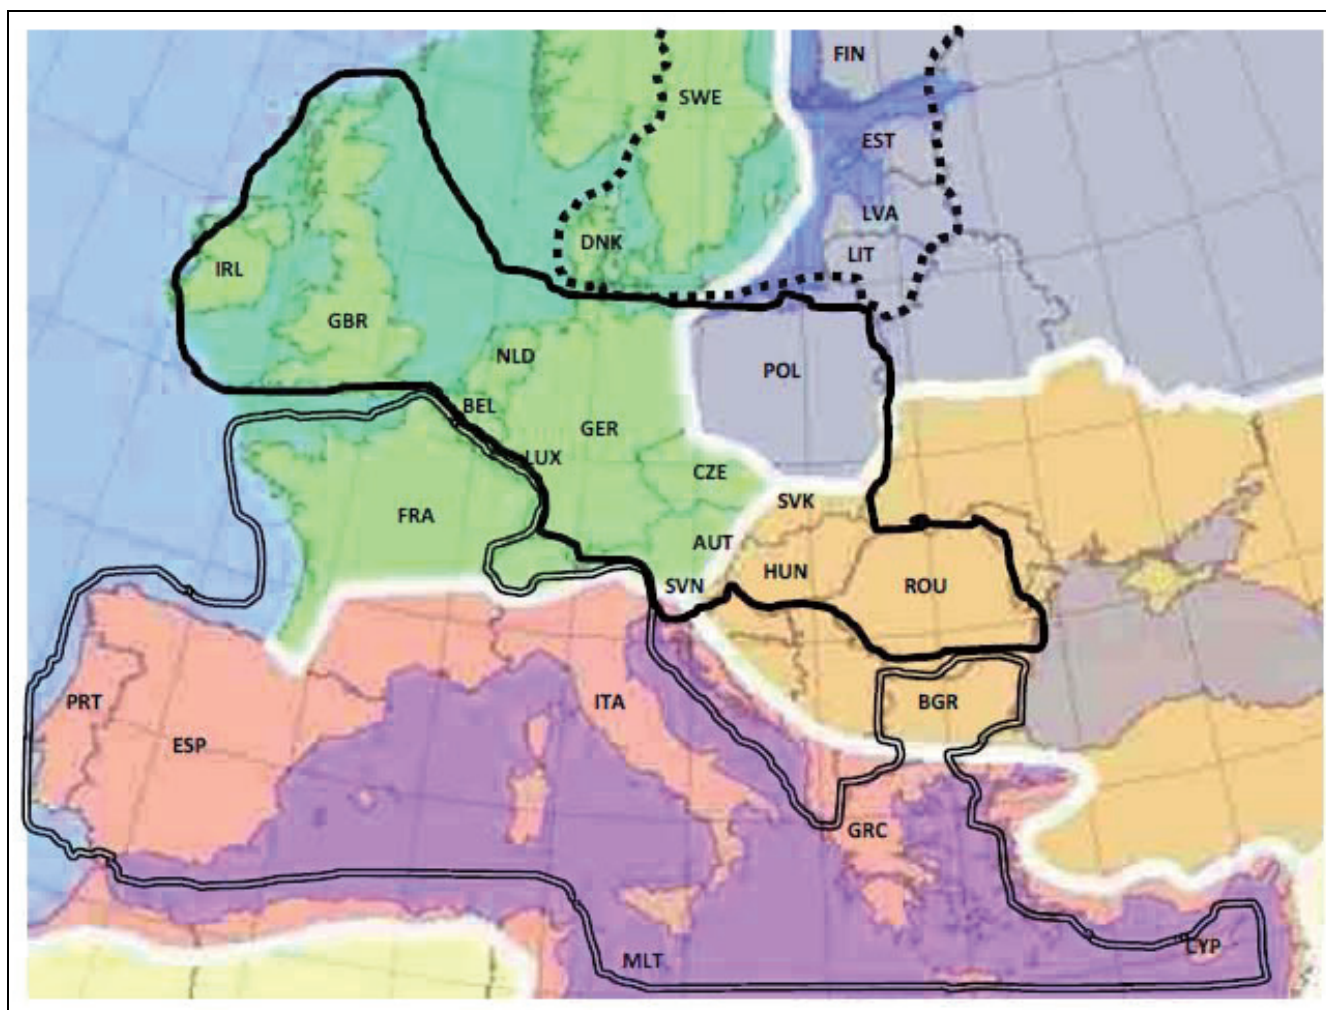 FIN
SWE
EST
LVA
DNK
LIT
IRL
GBR
NLD
POL
BEL
GER
LUX
CZE
SVK
FRA
AUT
HUN
SVN
ROU
PRT
ITA
BGR
ESP
GRC
MLT
CYP